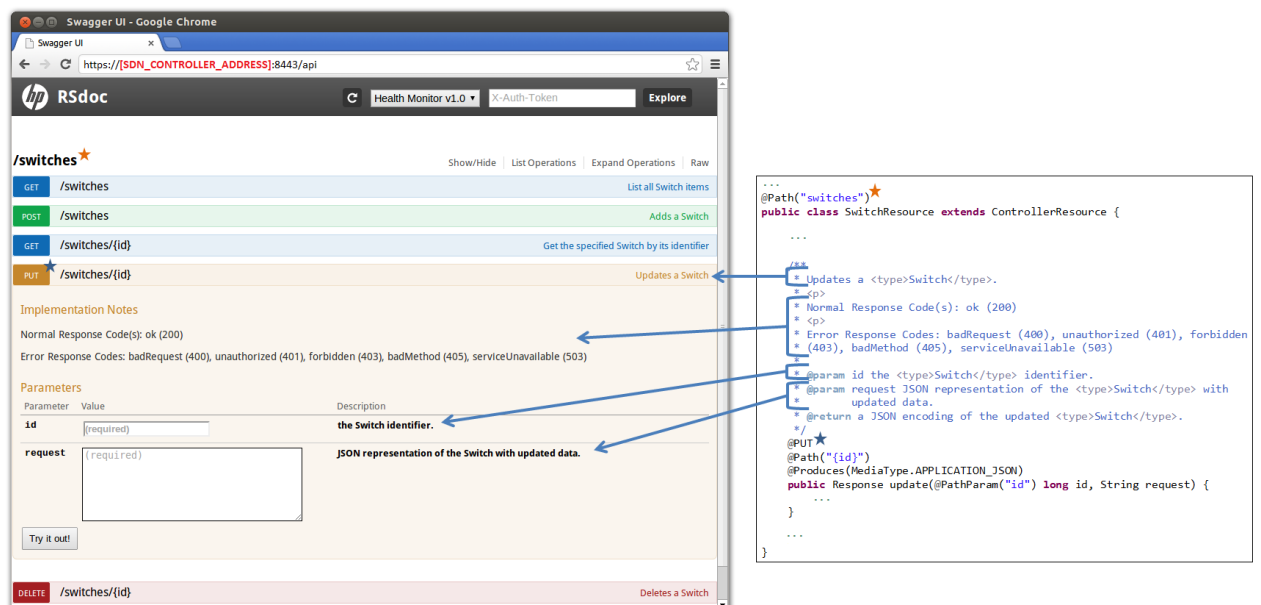 Swagger UI - Google Chrome
Swagger UI
https://[SDN_CONTROLLER_ADDRESS]:8443/api
hp RSdoc Health Monitor v1.0 X-Auth-Token Explore
/switches Show/Hide List Operations Expand Operations Raw
GET /switches List all Switch items
POST /switches Adds a Switch
GET /switches/{id} Get the specified Switch by its identifier
PUT /switches/{id} Updates a Switch
Implementation Notes
Normal Response Code(s): ok (200)
Error Response Codes: badRequest (400), unauthorized (401), forbidden (403), badMethod (405), serviceUnavailable (503)
Parameters
Parameter Value Description
id (required) the Switch identifier.
request (required) JSON representation of the Switch with updated data.
Try it out!
DELETE /switches/{id} Deletes a Switch
...
@Path("switches")
public class SwitchResource extends ControllerResource {
...
/**
* Updates a <type>Switch</type>.
* <p>
* Normal Response Code(s): ok (200)
* <p>
* Error Response Codes: badRequest (400), unauthorized (401), forbidden
* (403), badMethod (405), serviceUnavailable (503)
*
* @param id the <type>Switch</type> identifier.
* @param request JSON representation of the <type>Switch</type> with
* updated data.
* @return a JSON encoding of the updated <type>Switch</type>.
*/
@PUT
@Path("{id}")
@Produces(MediaType.APPLICATION_JSON)
public Response update(@PathParam("id") long id, String request) {
...
}
...
}